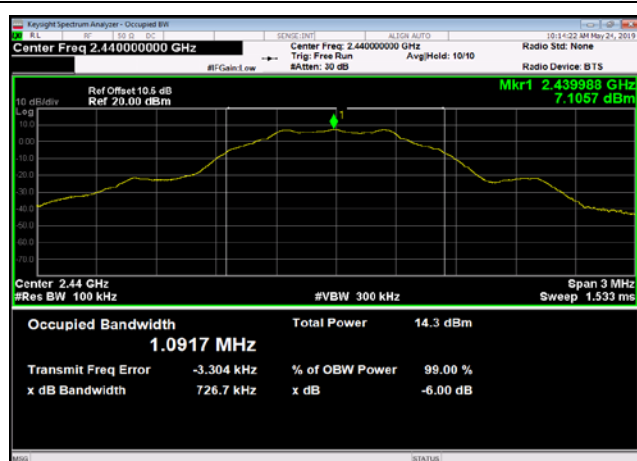 Keysight Spectrum Analyzer - Occupied BW
RL RF 50 Ω DC SENSE:INT ALIGN AUTO 10:14:22 AM May 24, 2019
Center Freq 2.440000000 GHz Center Freq: 2.440000000 GHz Radio Std: None
Trig: Free Run Avg|Hold: 10/10
#IFGain:Low #Atten: 30 dB Radio Device: BTS
Ref Offset 10.5 dB Mkr1 2.439988 GHz
10 dB/div Ref 20.00 dBm 7.1057 dBm
Log
10.0
1
0.00
-10.0
-20.0
-30.0
-40.0
-50.0
-60.0
-70.0
Center 2.44 GHz Span 3 MHz
#Res BW 100 kHz #VBW 300 kHz Sweep 1.533 ms
Occupied Bandwidth Total Power 14.3 dBm
1.0917 MHz
Transmit Freq Error -3.304 kHz % of OBW Power 99.00 %
x dB Bandwidth 726.7 kHz x dB -6.00 dB
MSG STATUS